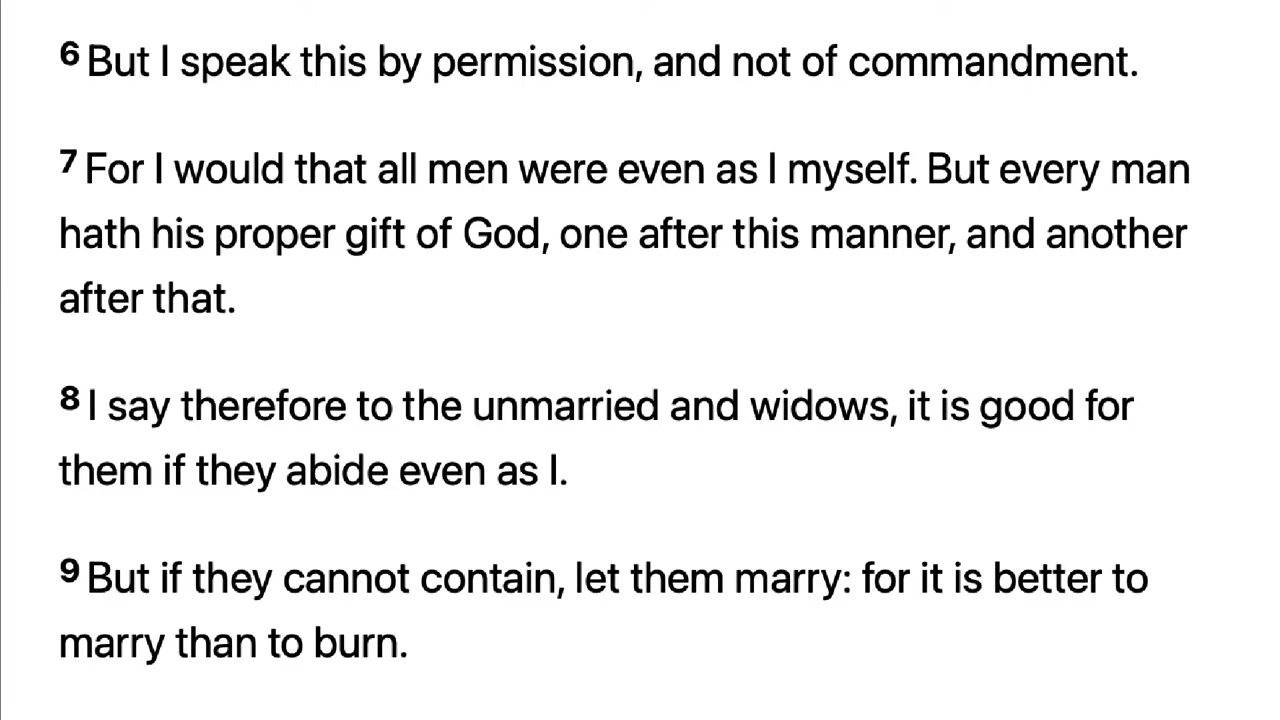 6 But I speak this by permission, and not of commandment.
7 For I would that all men were even as I myself. But every man
hath his proper gift of God, one after this manner, and another
after that.
8 I say therefore to the unmarried and widows, it is good for
them if they abide even as I.
9 But if they cannot contain, let them marry: for it is better to
marry than to burn.